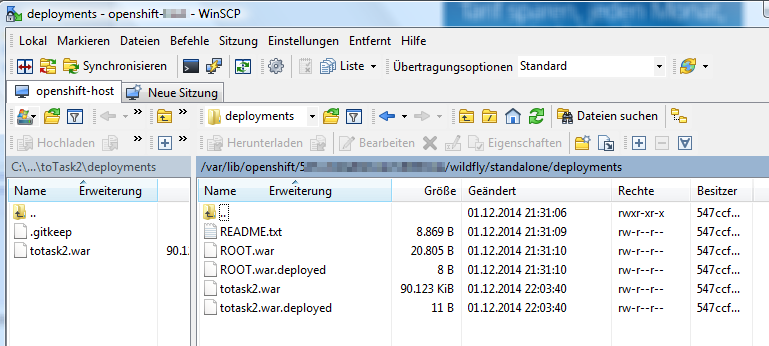 deployments - openshift- - WinSCP
Tarif sparen, jeden Monat,
Lokal Markieren Dateien Befehle Sitzung Einstellungen Entfernt Hilfe
Synchronisieren Liste Übertragungsoptionen Standard
openshift-host Neue Sitzung
deployments Dateien suchen
Hochladen Herunterladen Bearbeiten Eigenschaften
C:\...\toTask2\deployments /var/lib/openshift/5 /wildfly/standalone/deployments
Name Erweiterung Name Erweiterung Größe Geändert Rechte Besitzer
.. .. 01.12.2014 21:31:06 rwxr-xr-x 547ccf...
.gitkeep README.txt 8.869 B 01.12.2014 21:31:09 rw-r--r-- 547ccf...
totask2.war 90.1 ROOT.war 20.805 B 01.12.2014 21:31:10 rw-r--r-- 547ccf...
ROOT.war.deployed 8 B 01.12.2014 21:31:10 rw-r--r-- 547ccf...
totask2.war 90.123 KiB 01.12.2014 22:03:40 rw-r--r-- 547ccf...
totask2.war.deployed 11 B 01.12.2014 22:03:40 rw-r--r-- 547ccf...